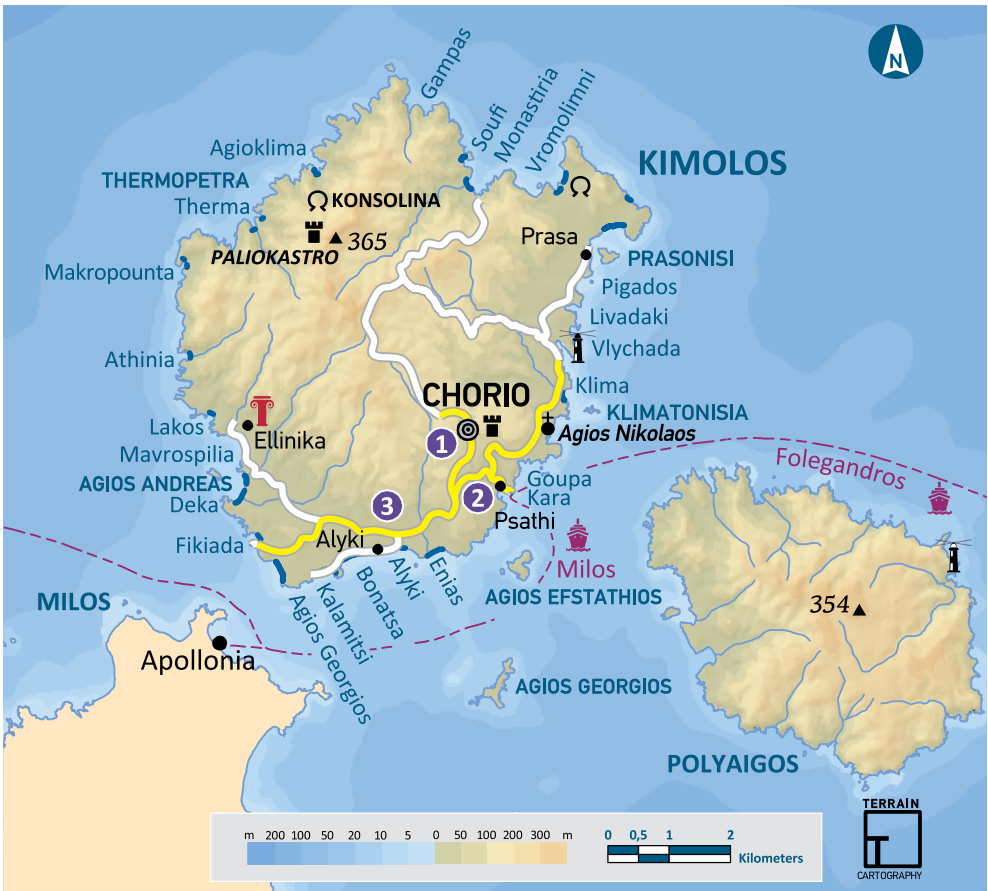 N
Gampas
Soufi
Monastiria
Vromolimni
KIMOLOS
Agioklima
THERMOPETRA
Therma
KONSOLINA
365
PALIOKASTRO
Makropounta
Prasa
PRASONISI
Pigados
Livadaki
Vlychada
Athinia
Klima
CHORIO
KLIMATONISIA
Agios Nikolaos
1
Lakos
Ellinika
Mavrospilia
AGIOS ANDREAS
Deka
Goupa
Kara
2
Psathi
Folegandros
3
Fikiada
Alyki
Milos
Agios Georgios
Kalamitsi
Bonatsa
Alyki
Enias
AGIOS EFSTATHIOS
MILOS
Apollonia
354
AGIOS GEORGIOS
POLYAIGOS
m 200 100 50 20 10 5 0 50 100 200 300 m
0 0,5 1 2
Kilometers
TERRAIN
T
CARTOGRAPHY